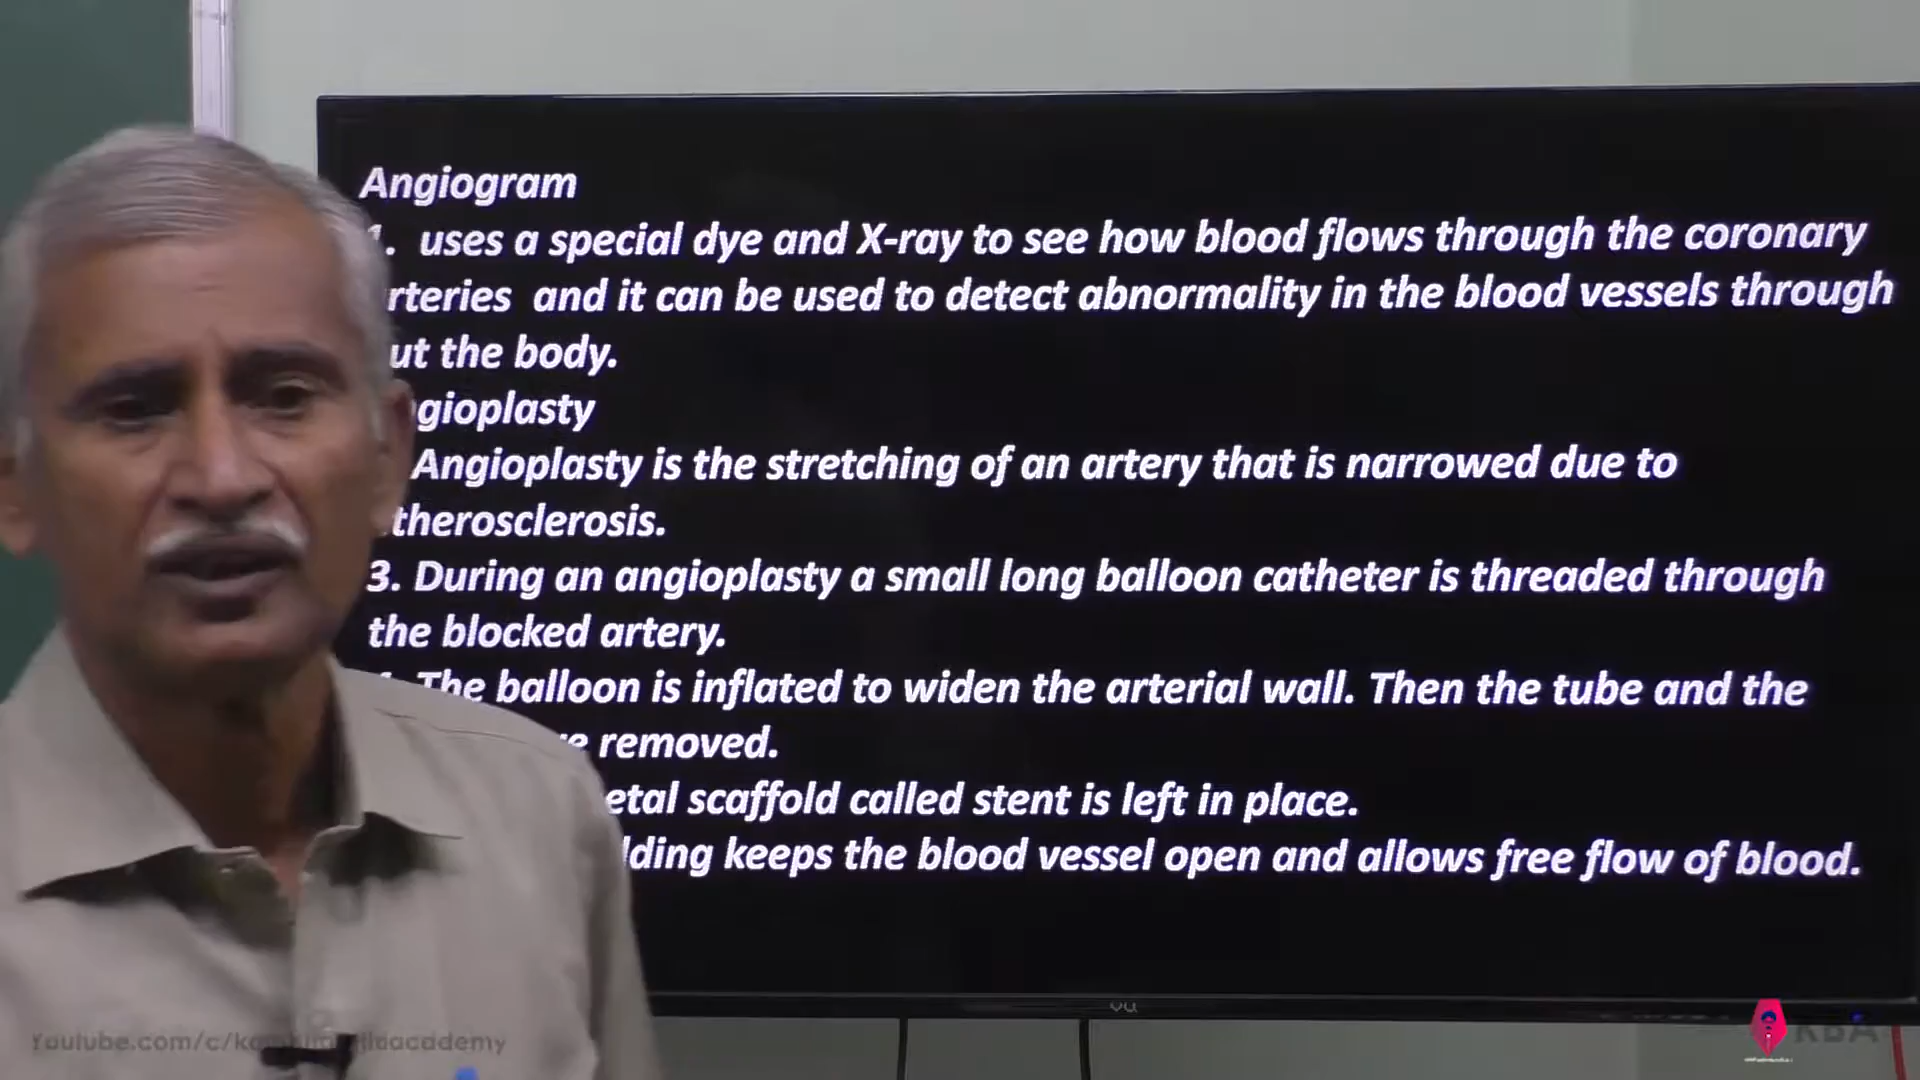 Angiogram
1. uses a special dye and X-ray to see how blood flows through the coronary
rteries and it can be used to detect abnormality in the blood vessels through
ut the body.
gioplasty
Angioplasty is the stretching of an artery that is narrowed due to
therosclerosis.
3. During an angioplasty a small long balloon catheter is threaded through
the blocked artery.
The balloon is inflated to widen the arterial wall. Then the tube and the
removed.
etal scaffold called stent is left in place.
lding keeps the blood vessel open and allows free flow of blood.
VU
KBA